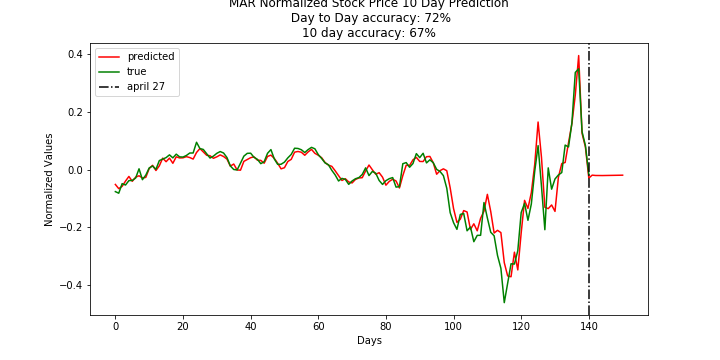 MAR Normalized Stock Price 10 Day Prediction
Day to Day accuracy: 72%
10 day accuracy: 67%
predicted
true
april 27
Normalized Values
0.4
0.2
0.0
−0.2
−0.4
0 20 40 60 80 100 120 140
Days